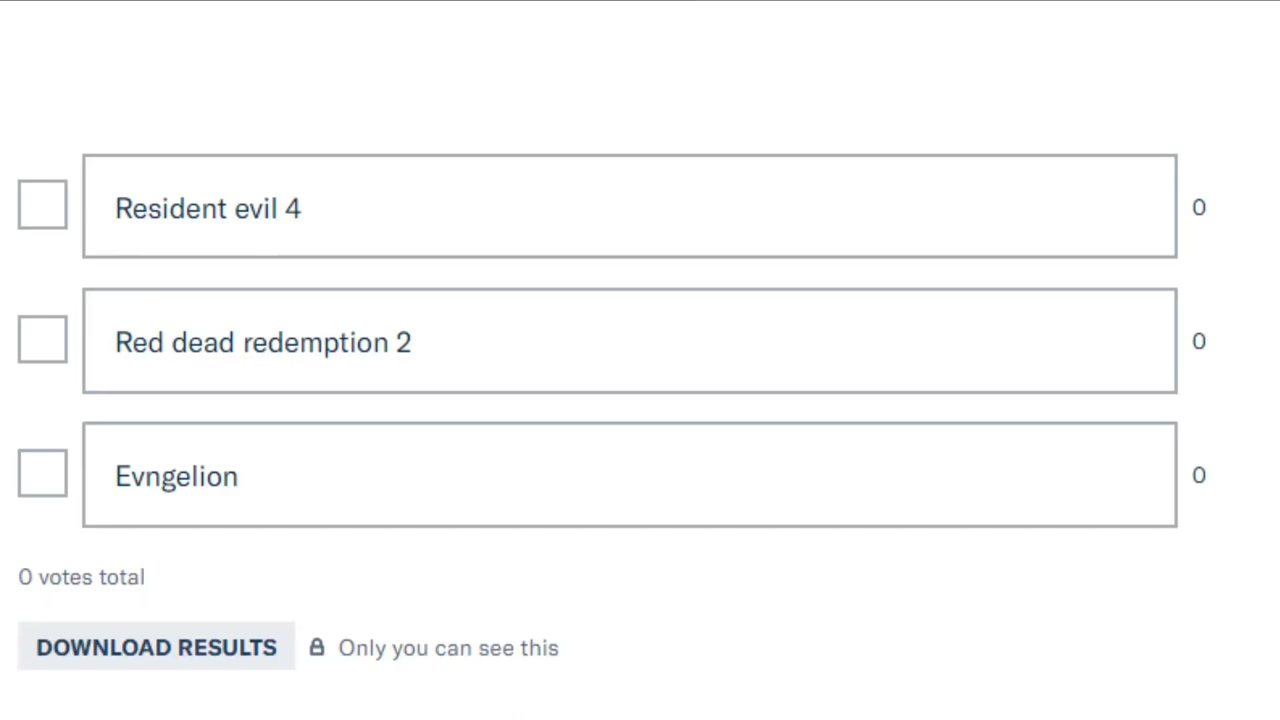 Resident evil 4
0
Red dead redemption 2
0
Evngelion
0
0 votes total
DOWNLOAD RESULTS Only you can see this